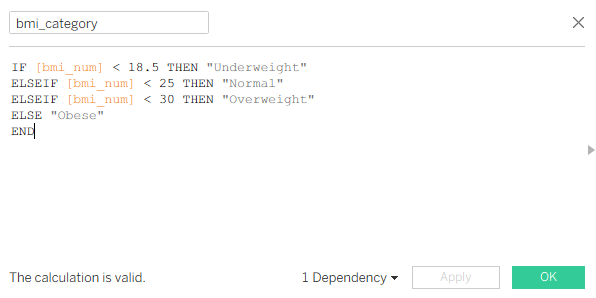 bmi_category
IF [bmi_num] < 18.5 THEN "Underweight"
ELSEIF [bmi_num] < 25 THEN "Normal"
ELSEIF [bmi_num] < 30 THEN "Overweight"
ELSE "Obese"
END
The calculation is valid.
1 Dependency
Apply
OK